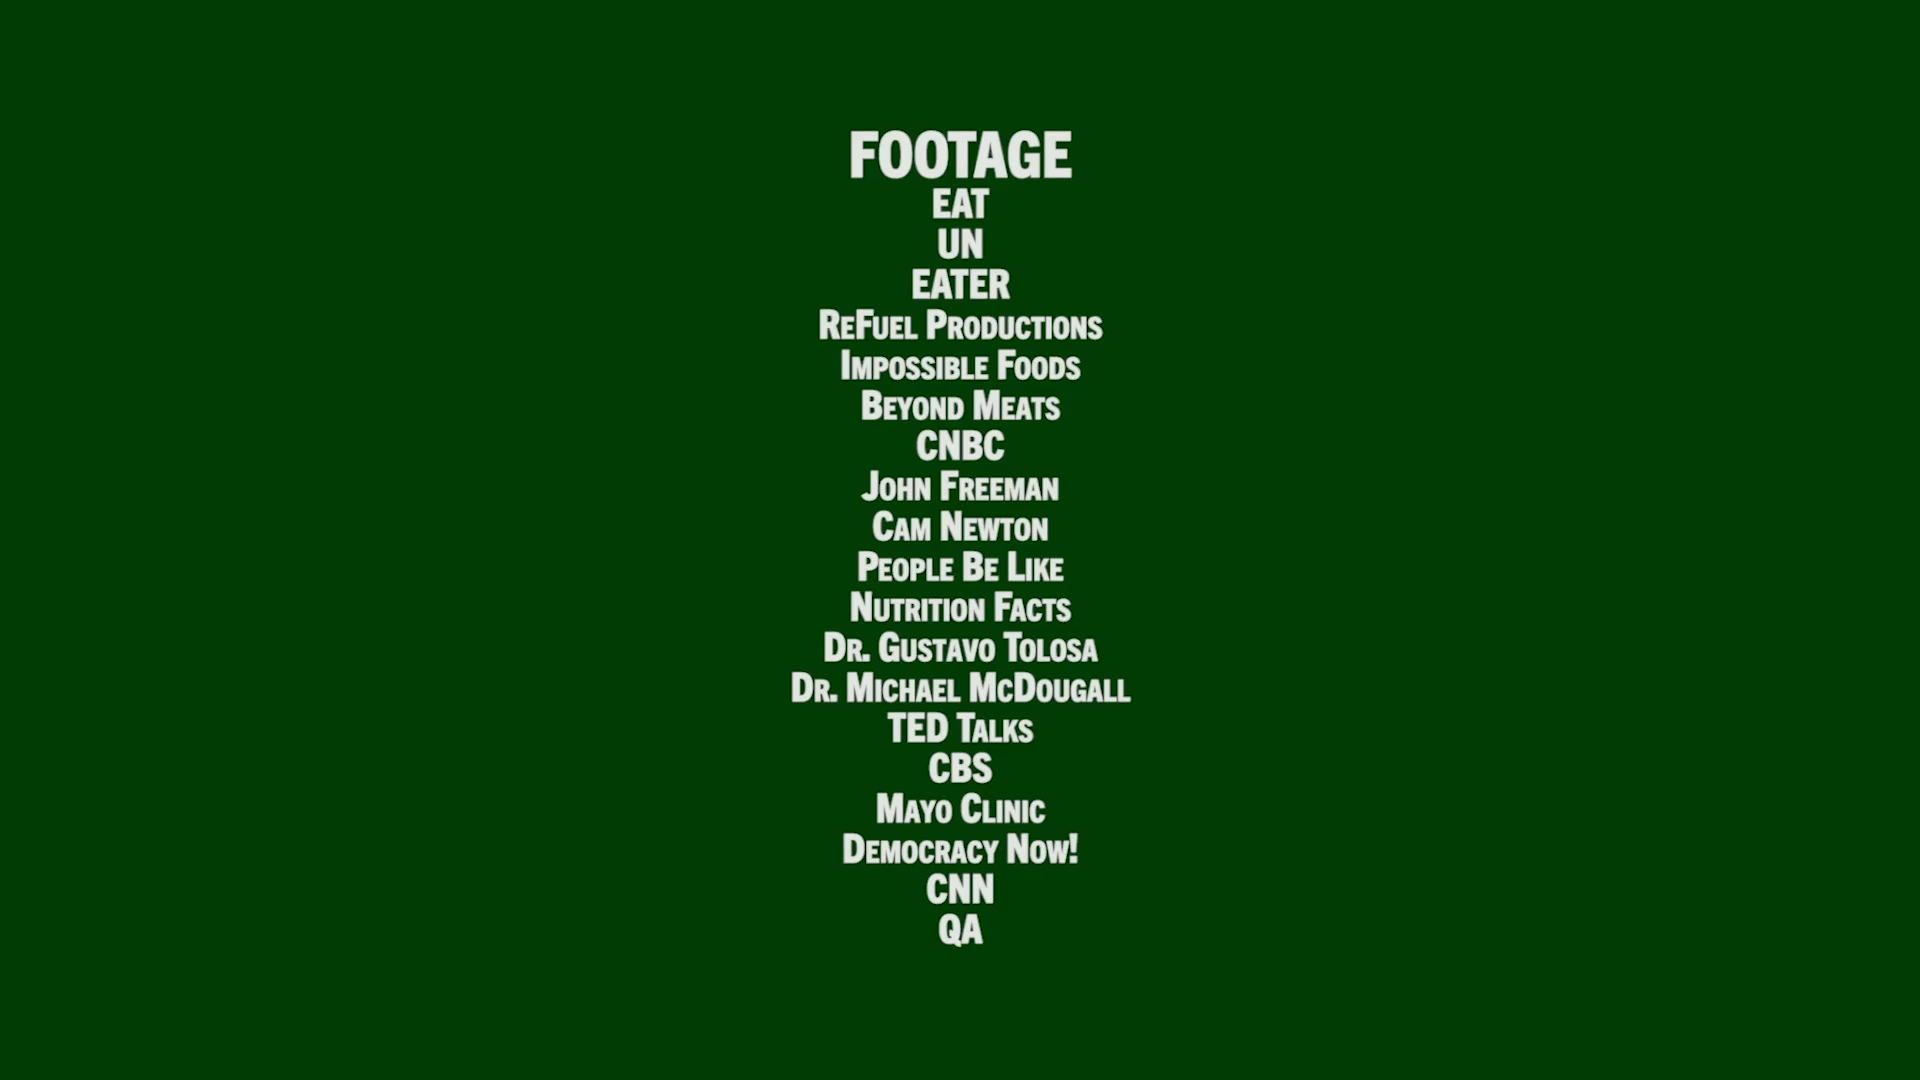 FOOTAGE
EAT
UN
EATER
ReFuel Productions
Impossible Foods
Beyond Meats
CNBC
John Freeman
Cam Newton
People Be Like
Nutrition Facts
Dr. Gustavo Tolosa
Dr. Michael McDougall
TED Talks
CBS
Mayo Clinic
Democracy Now!
CNN
QA